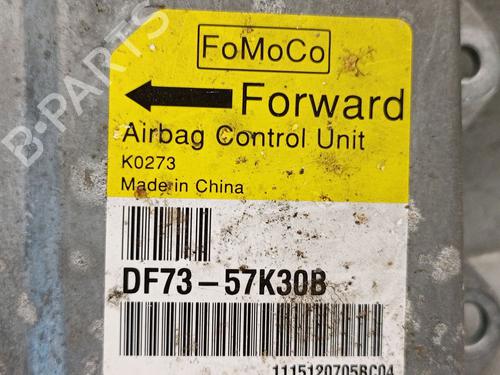 FoMoCo
Forward
Airbag Control Unit
K0273
Made in China
DF73-57K30B
1115120705BC04
B-PARTS